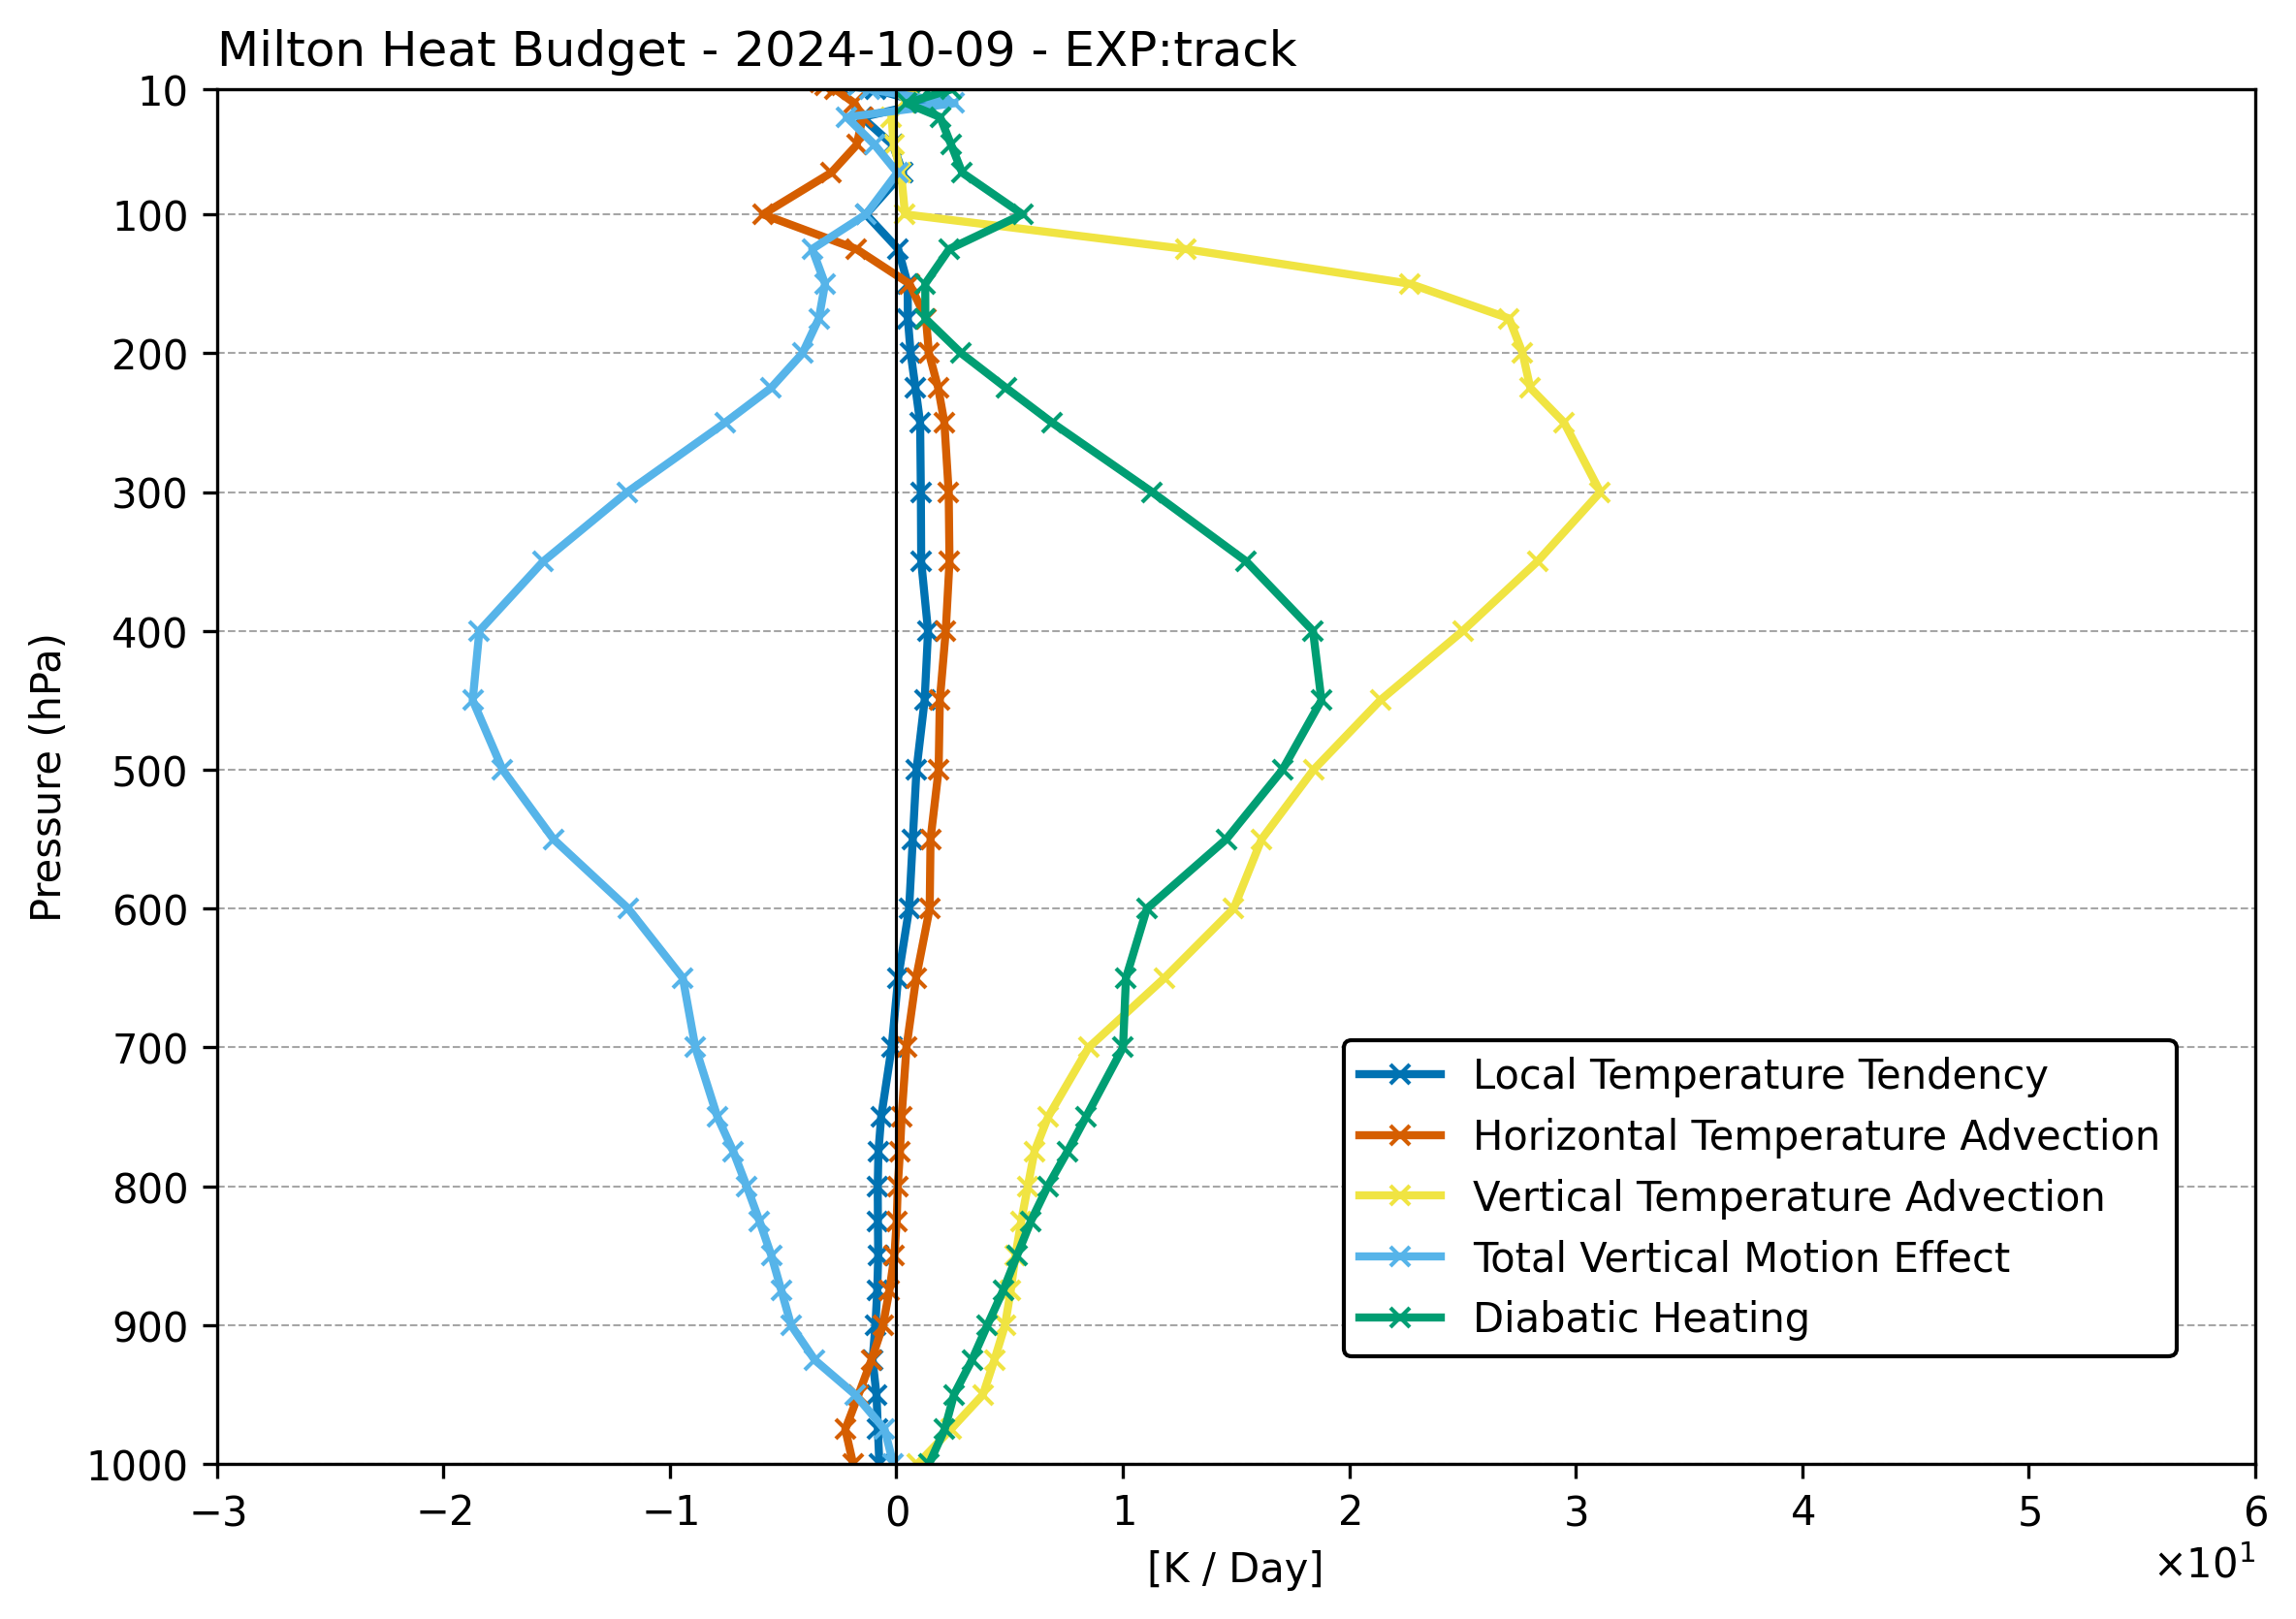 Milton Heat Budget - 2024-10-09 - EXP:track
10
100
200
300
400
500
600
700
800
900
1000
Pressure (hPa)
Local Temperature Tendency
Horizontal Temperature Advection
Vertical Temperature Advection
Total Vertical Motion Effect
Diabatic Heating
−3 −2 −1 0 1 2 3 4 5 6
[K / Day]
×10¹